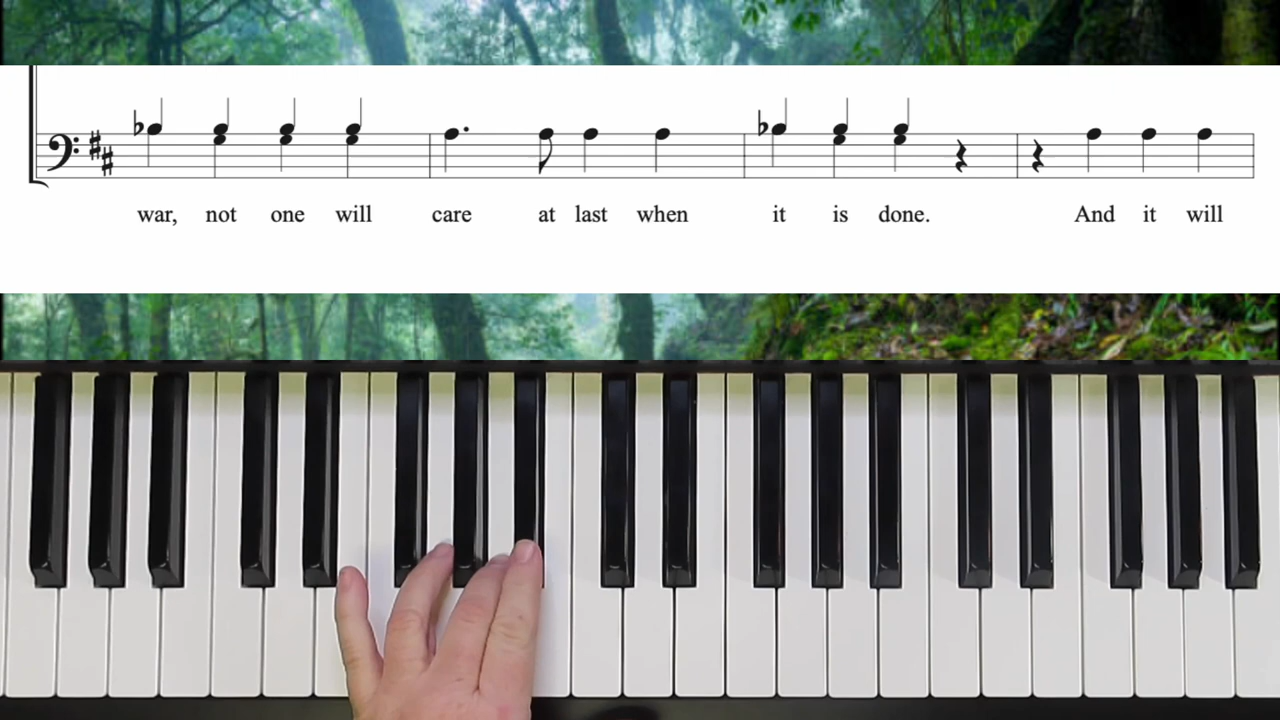 war, not one will care at last when it is done. And it will